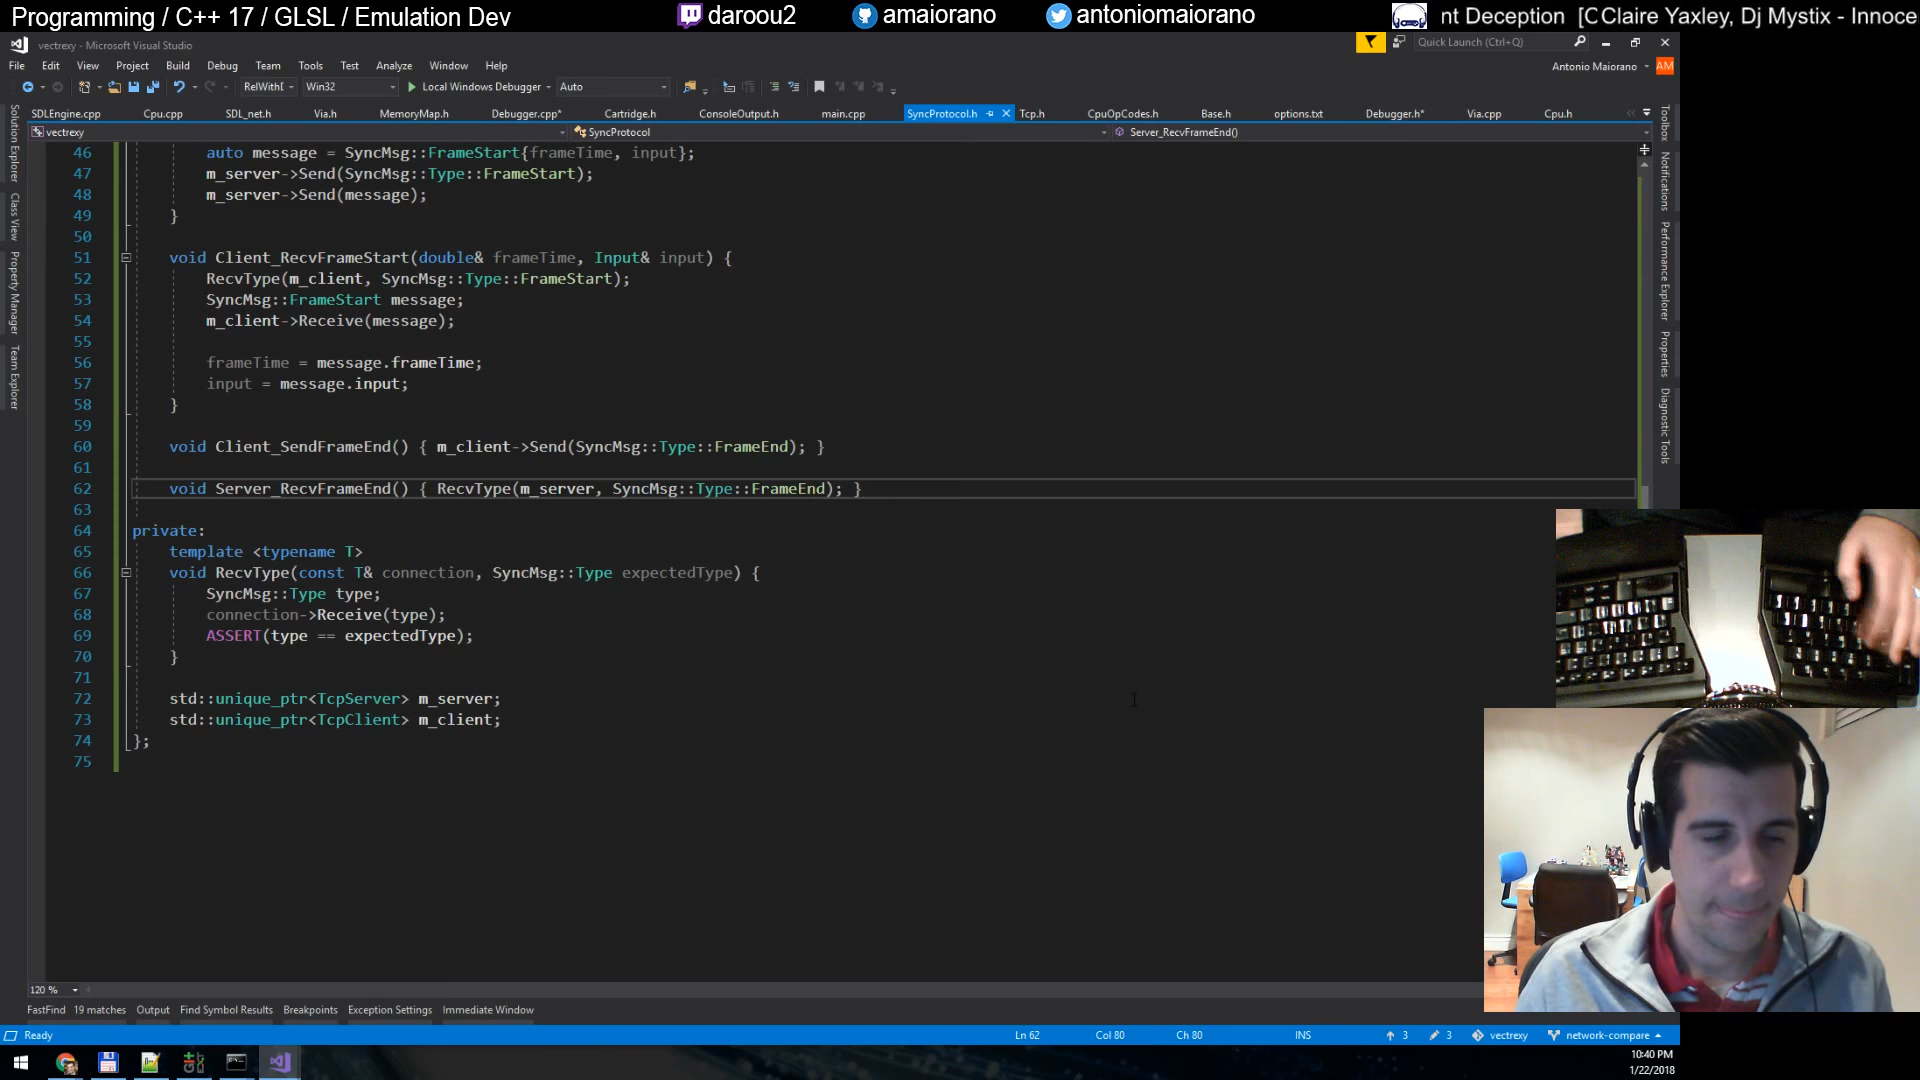 Programming / C++ 17 / GLSL / Emulation Dev
daroou2
amaiorano
antoniomaiorano
nt Deception [CClaire Yaxley, Dj Mystix - Innoce
vectrexy - Microsoft Visual Studio
Quick Launch (Ctrl+Q)
File Edit View Project Build Debug Team Tools Test Analyze Window Help
Antonio Maiorano AM
Win32 Local Windows Debugger Auto
SDLEngine.cpp Cpu.cpp SDL_net.h Via.h MemoryMap.h Debugger.cpp* Cartridge.h ConsoleOutput.h main.cpp SyncProtocol.h Tcp.h CpuOpCodes.h Base.h options.txt Debugger.h* Via.cpp Cpu.h
vectrexy SyncProtocol Server_RecvFrameEnd()
46 auto message = SyncMsg::FrameStart{frameTime, input};
47 m_server->Send(SyncMsg::Type::FrameStart);
48 m_server->Send(message);
49 }
50
51 void Client_RecvFrameStart(double& frameTime, Input& input) {
52 RecvType(m_client, SyncMsg::Type::FrameStart);
53 SyncMsg::FrameStart message;
54 m_client->Receive(message);
55
56 frameTime = message.frameTime;
57 input = message.input;
58 }
59
60 void Client_SendFrameEnd() { m_client->Send(SyncMsg::Type::FrameEnd); }
61
62 void Server_RecvFrameEnd() { RecvType(m_server, SyncMsg::Type::FrameEnd); }
63
64 private:
65 template <typename T>
66 void RecvType(const T& connection, SyncMsg::Type expectedType) {
67 SyncMsg::Type type;
68 connection->Receive(type);
69 ASSERT(type == expectedType);
70 }
71
72 std::unique_ptr<TcpServer> m_server;
73 std::unique_ptr<TcpClient> m_client;
74 };
75
Solution Explorer
Class View
Property Manager
Team Explorer
Toolbox
Notifications
Performance Explorer
Properties
Diagnostic Tools
120 %
FastFind 19 matches Output Find Symbol Results Breakpoints Exception Settings Immediate Window
Ready Ln 62 Col 80 Ch 80 INS 3 3 vectrexy network-compare
10:40 PM
1/22/2018